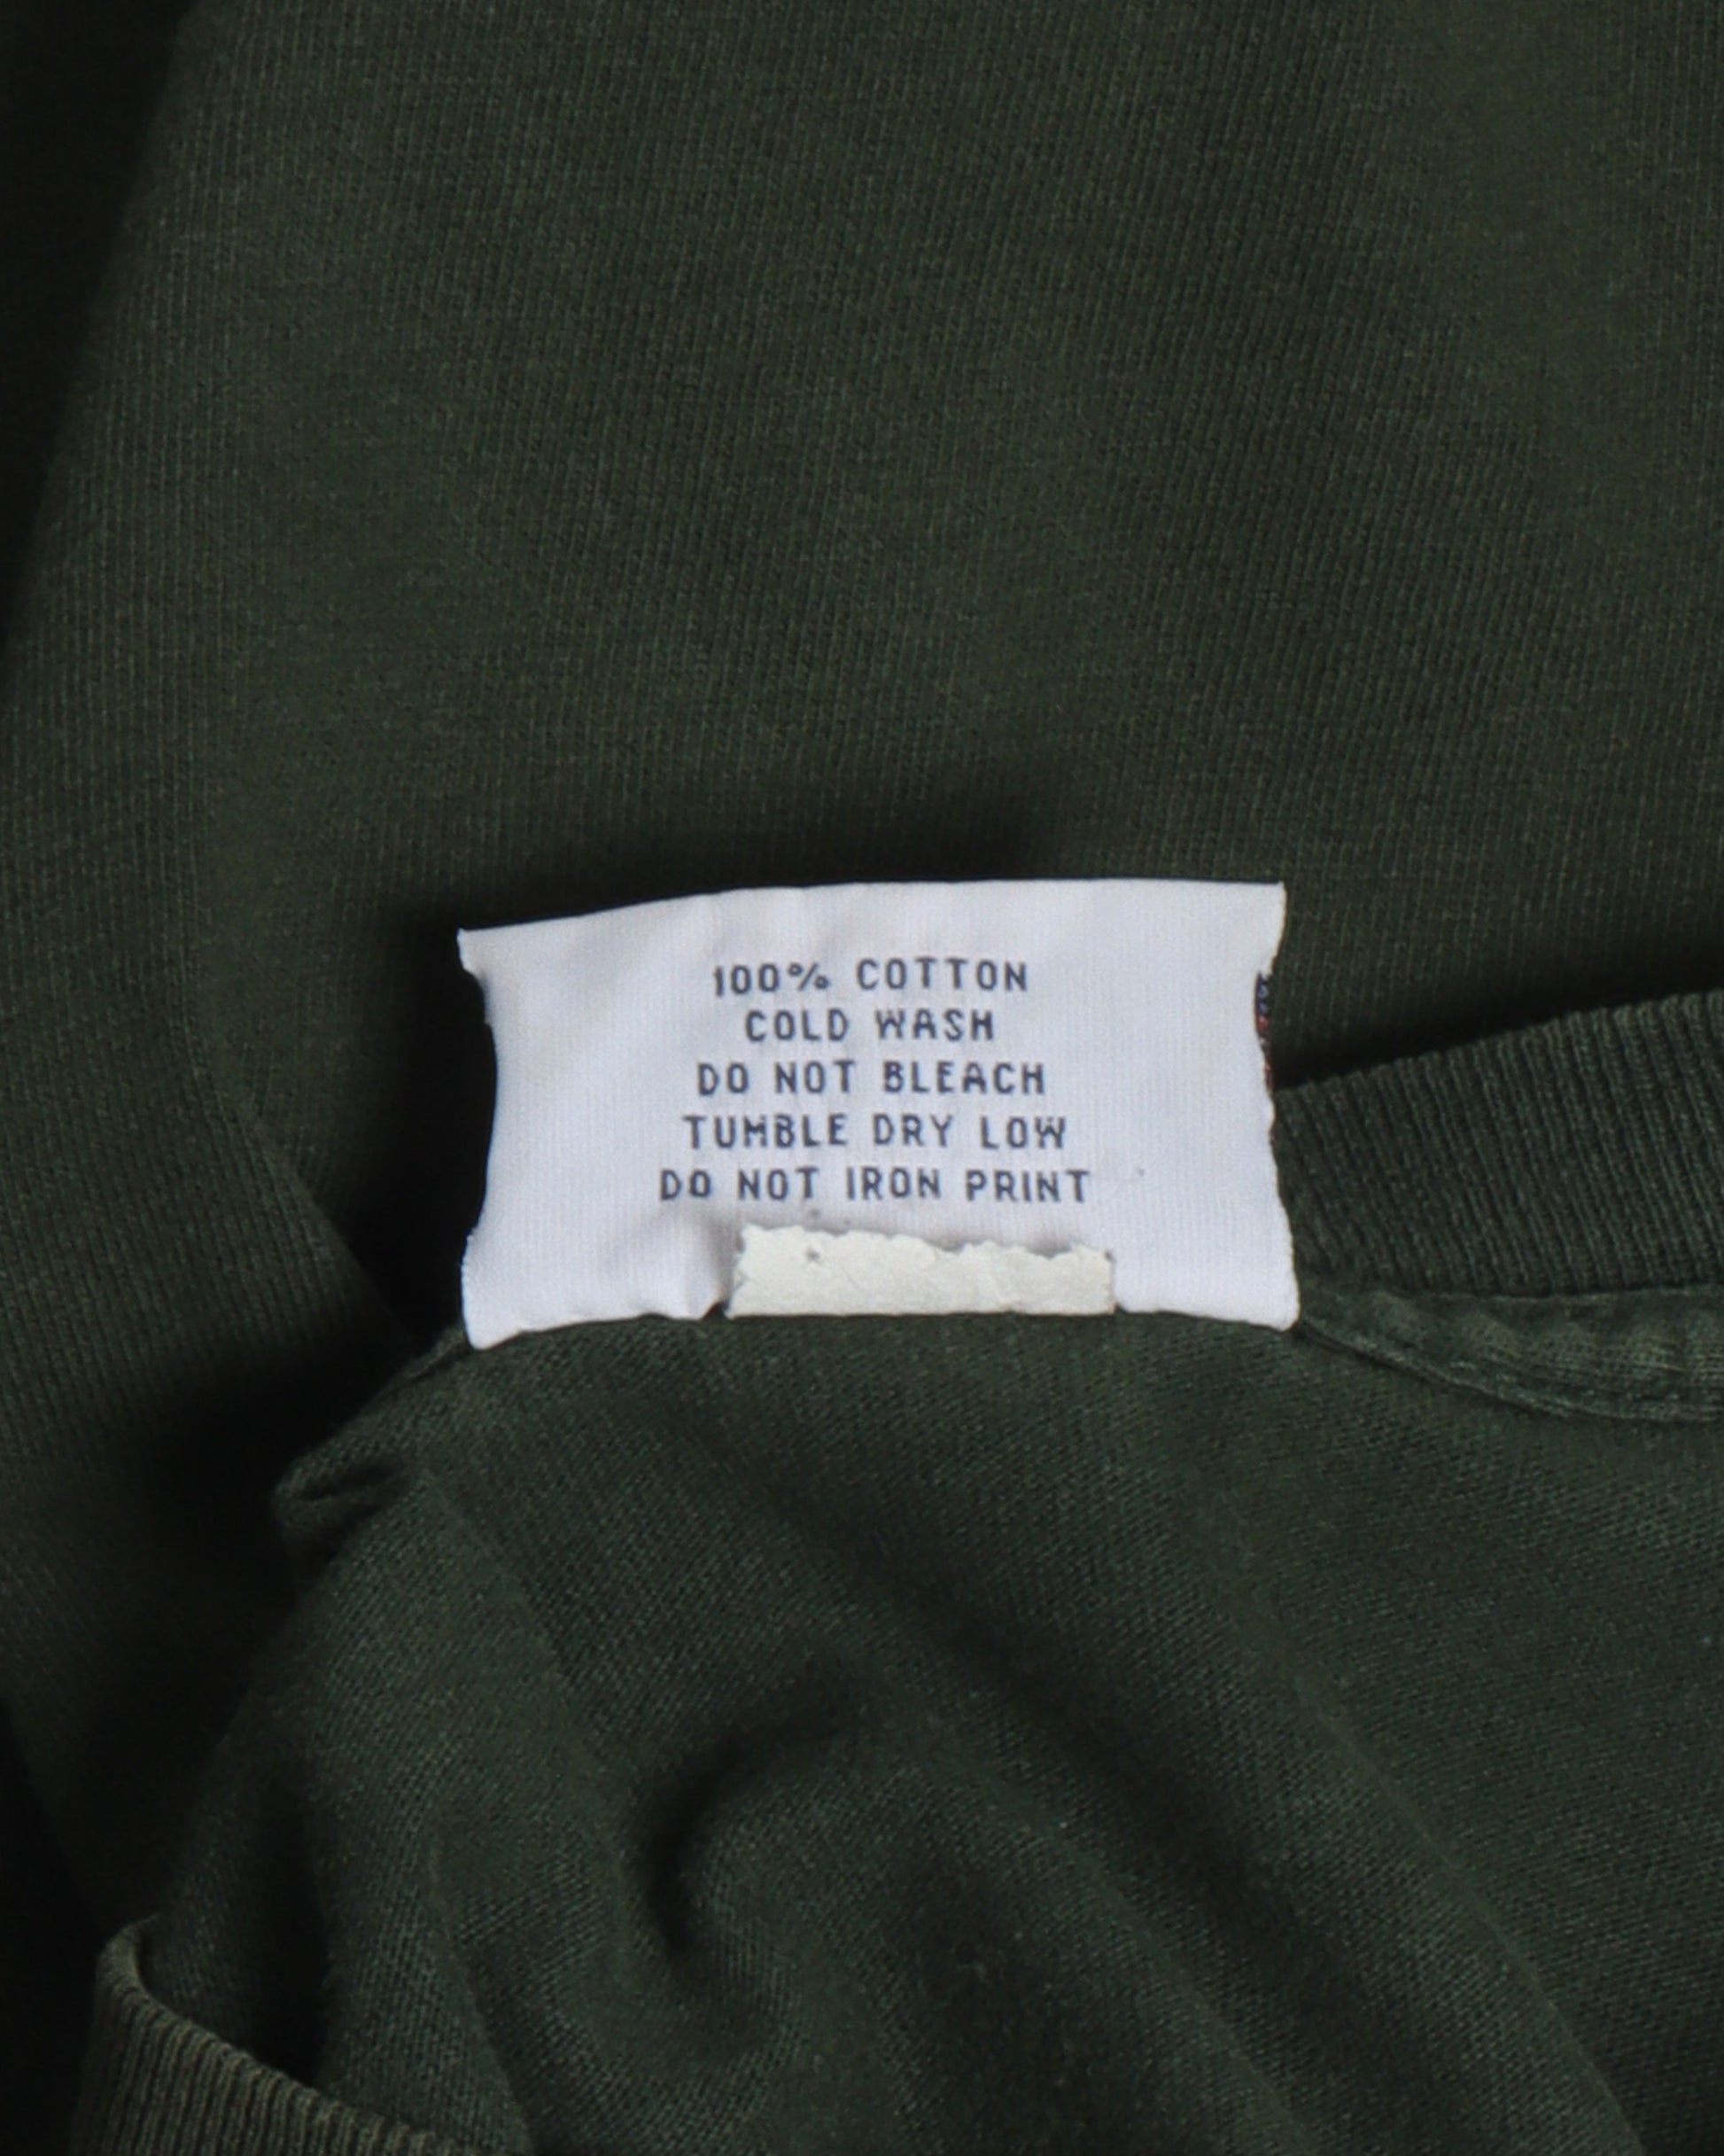 100% COTTON
COLD WASH
DO NOT BLEACH
TUMBLE DRY LOW
DO NOT IRON PRINT